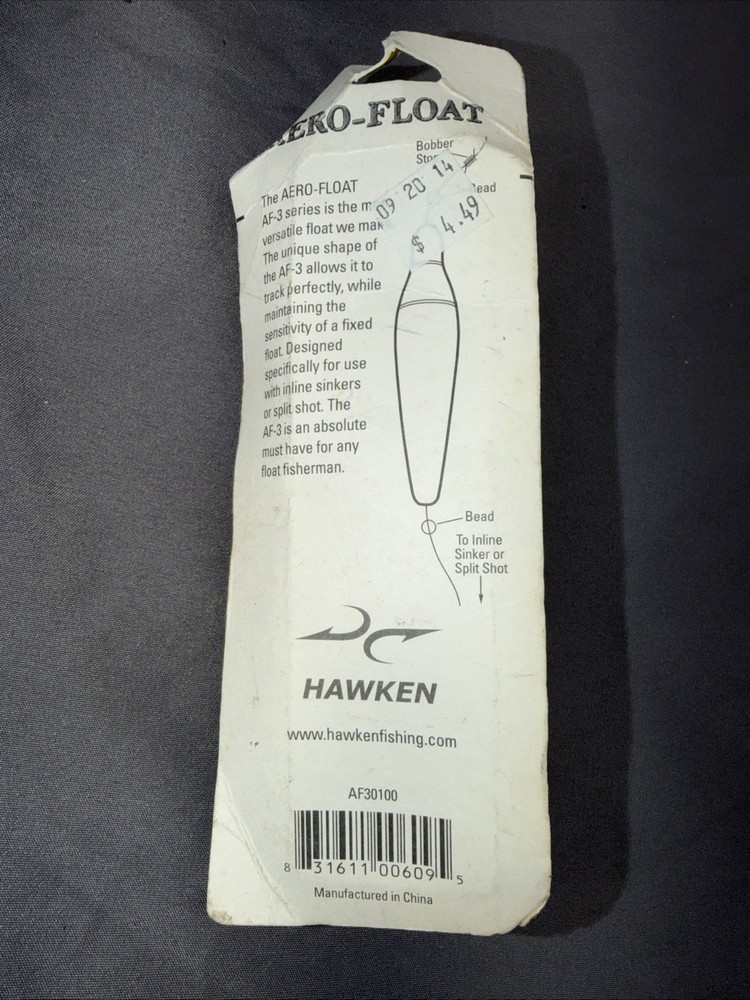 AERO-FLOAT
Bobber
Bead
09 20 14
$ 4.49
The AERO-FLOAT
AF-3 series is the
versatile float we
The unique shape of
the AF-3 allows it to
track perfectly, while
maintaining the
sensitivity of a fixed
float. Designed
specifically for use
with inline sinkers
or split shot. The
AF-3 is an absolute
must have for any
float fisherman.
Bead
To Inline
Sinker or
Split Shot
HAWKEN
www.hawkenfishing.com
AF30100
8 31611 00609 5
Manufactured in China